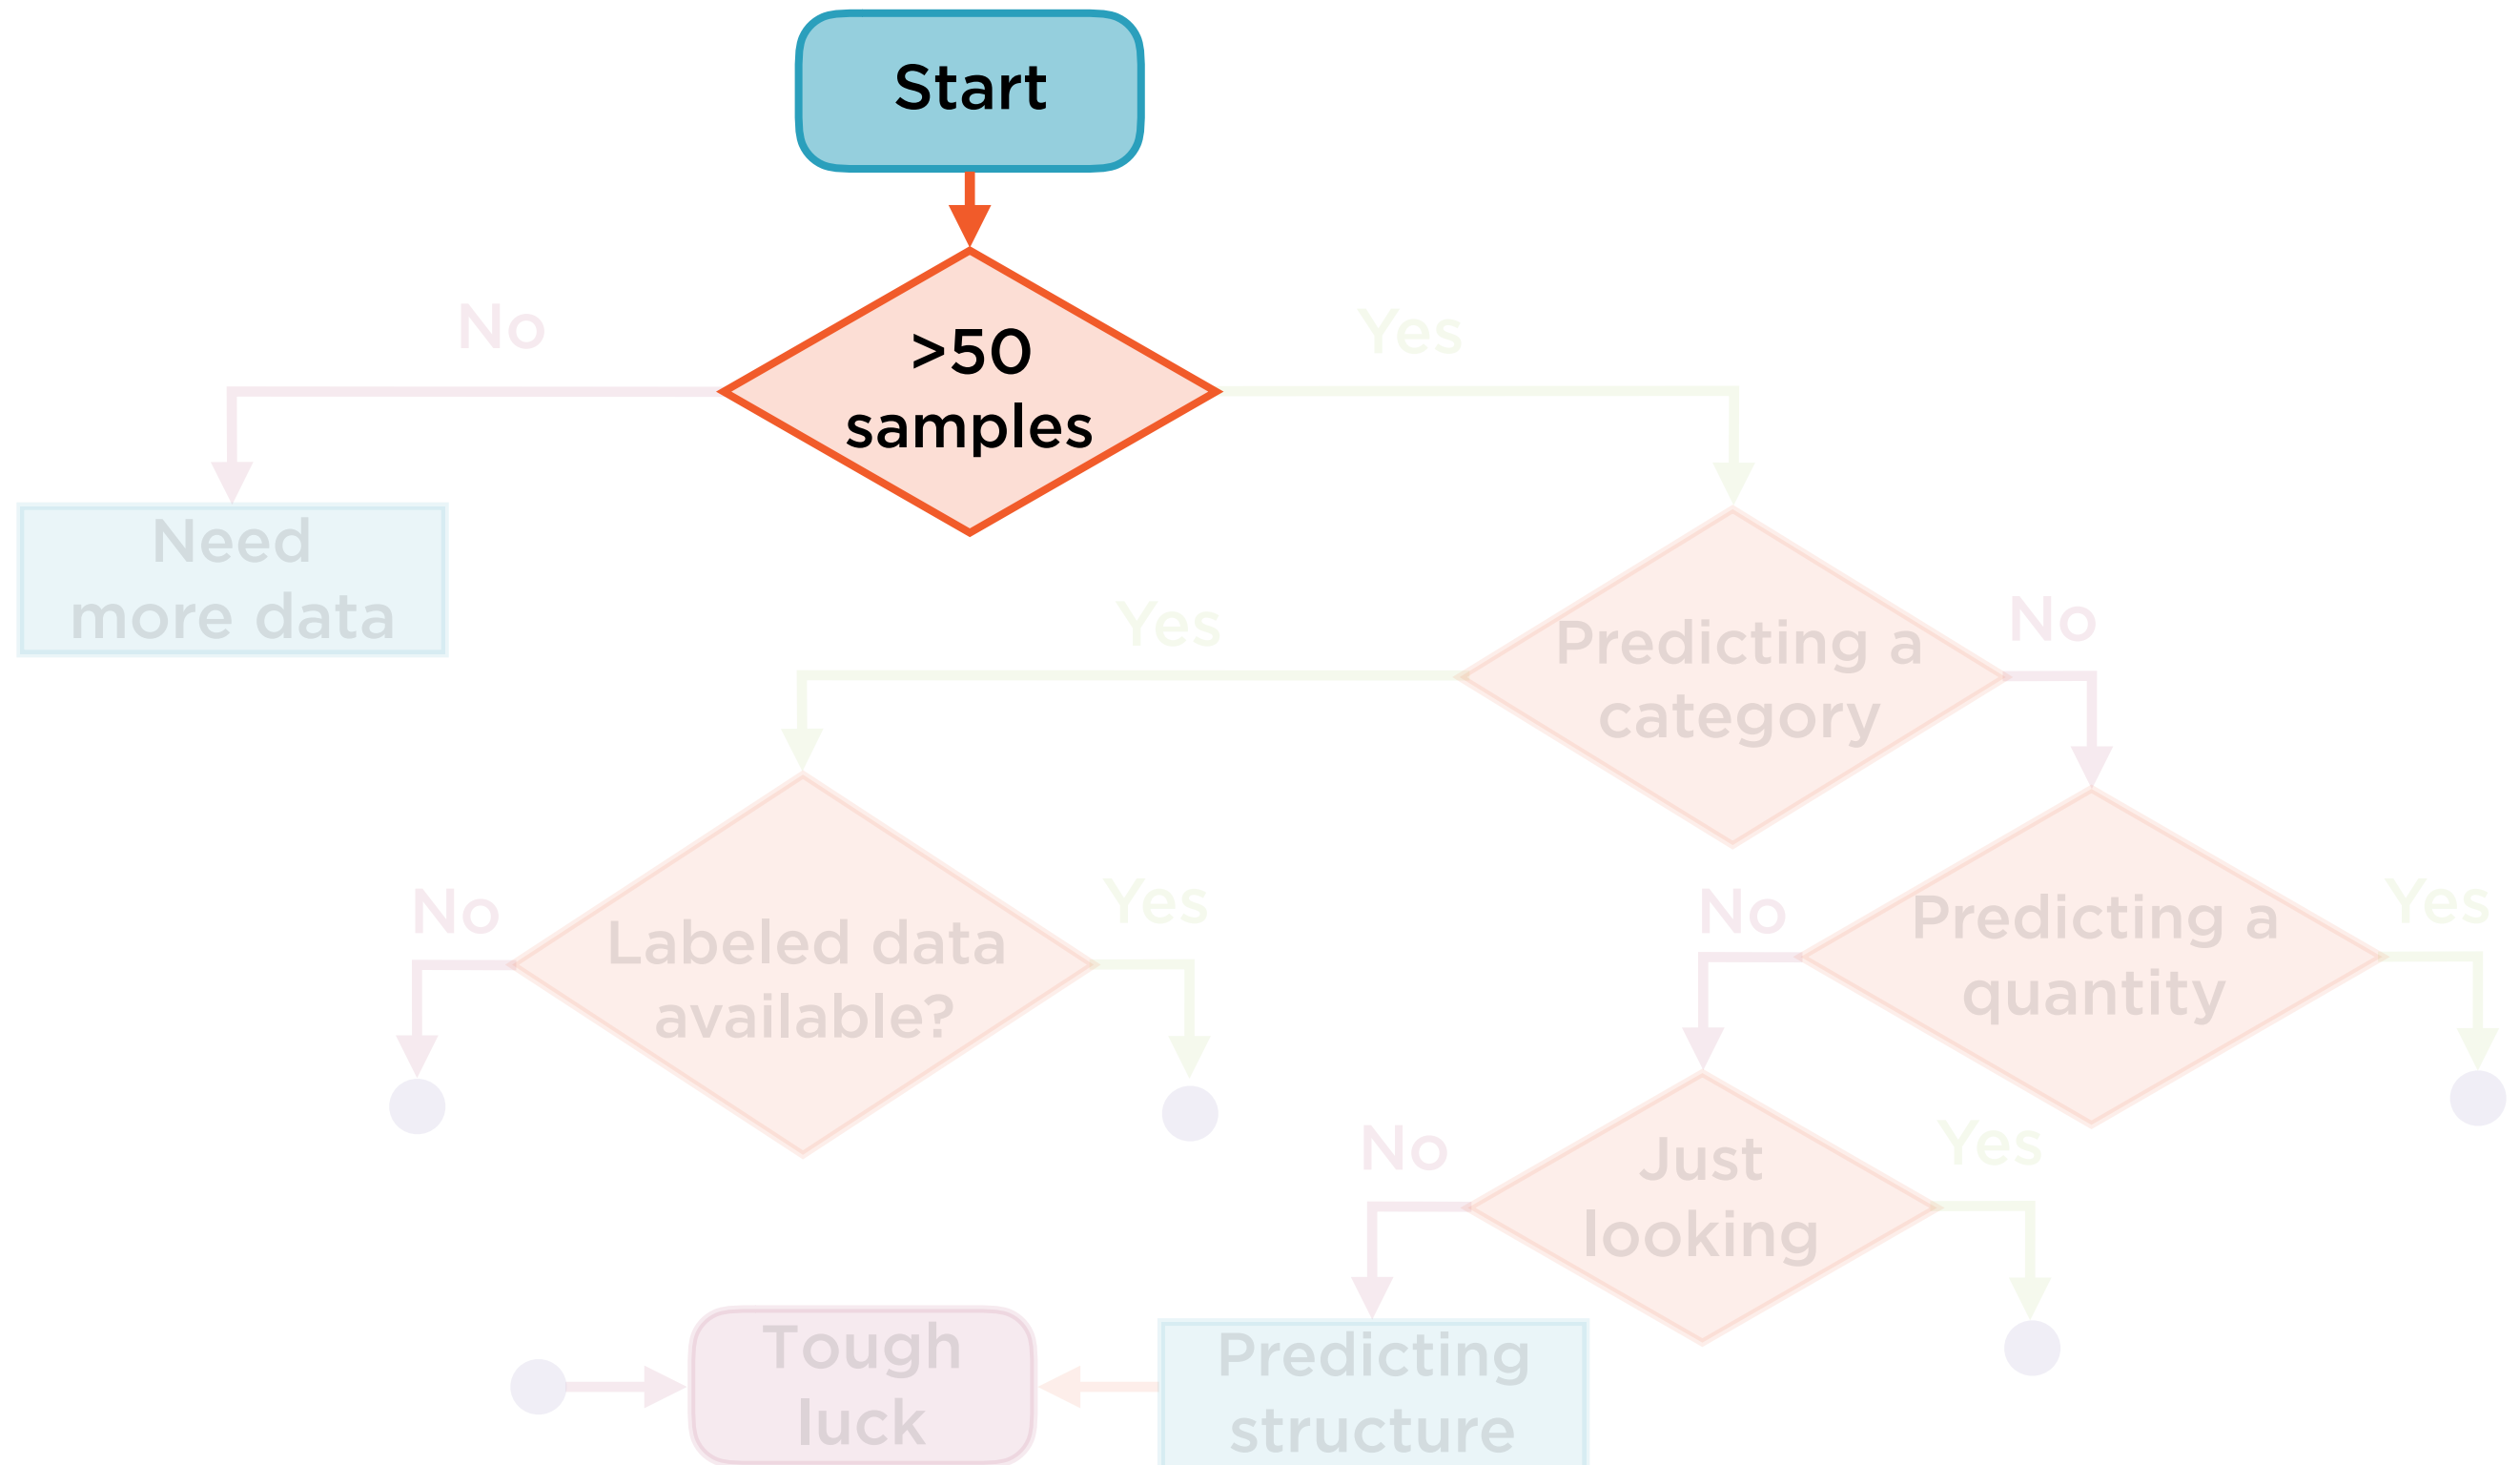 Start
No
Yes
>50
samples
Need
more data
Yes
No
Predicting a
category
No
Yes
No
Yes
Labeled data
available?
Predicting a
quantity
No
Yes
Just
looking
Tough
luck
Predicting
structure